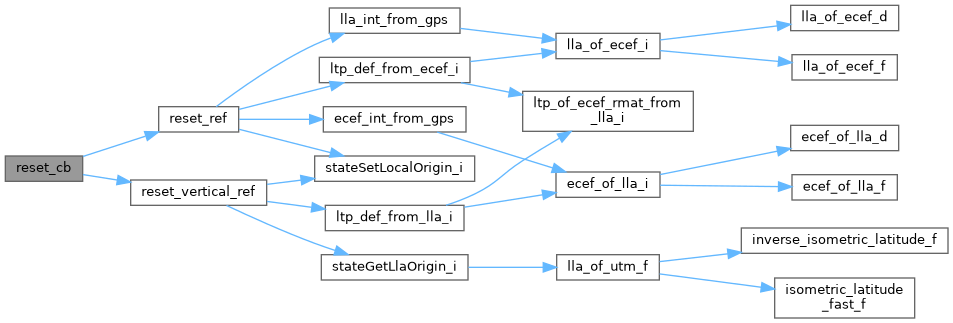 reset_cb
reset_ref
reset_vertical_ref
lla_int_from_gps
ltp_def_from_ecef_i
ecef_int_from_gps
stateSetLocalOrigin_i
ltp_def_from_lla_i
stateGetLlaOrigin_i
lla_of_ecef_i
ltp_of_ecef_rmat_from
_lla_i
ecef_of_lla_i
lla_of_utm_f
lla_of_ecef_d
lla_of_ecef_f
ecef_of_lla_d
ecef_of_lla_f
inverse_isometric_latitude_f
isometric_latitude
_fast_f